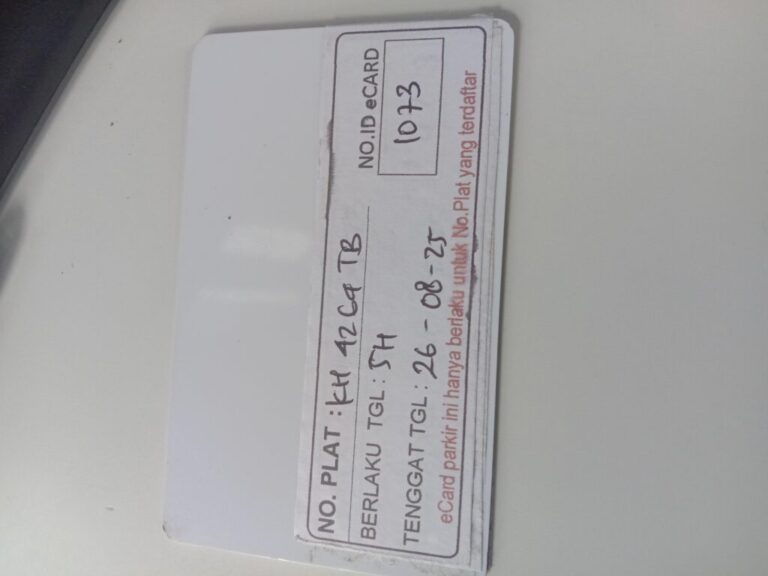 NO. PLAT : KH 4269 TB
BERLAKU TGL : 5H
TENGGAT TGL : 26 - 08 - 25
NO.ID eCARD
1073
eCard parkir ini hanya berlaku untuk No.Plat yang terdaftar